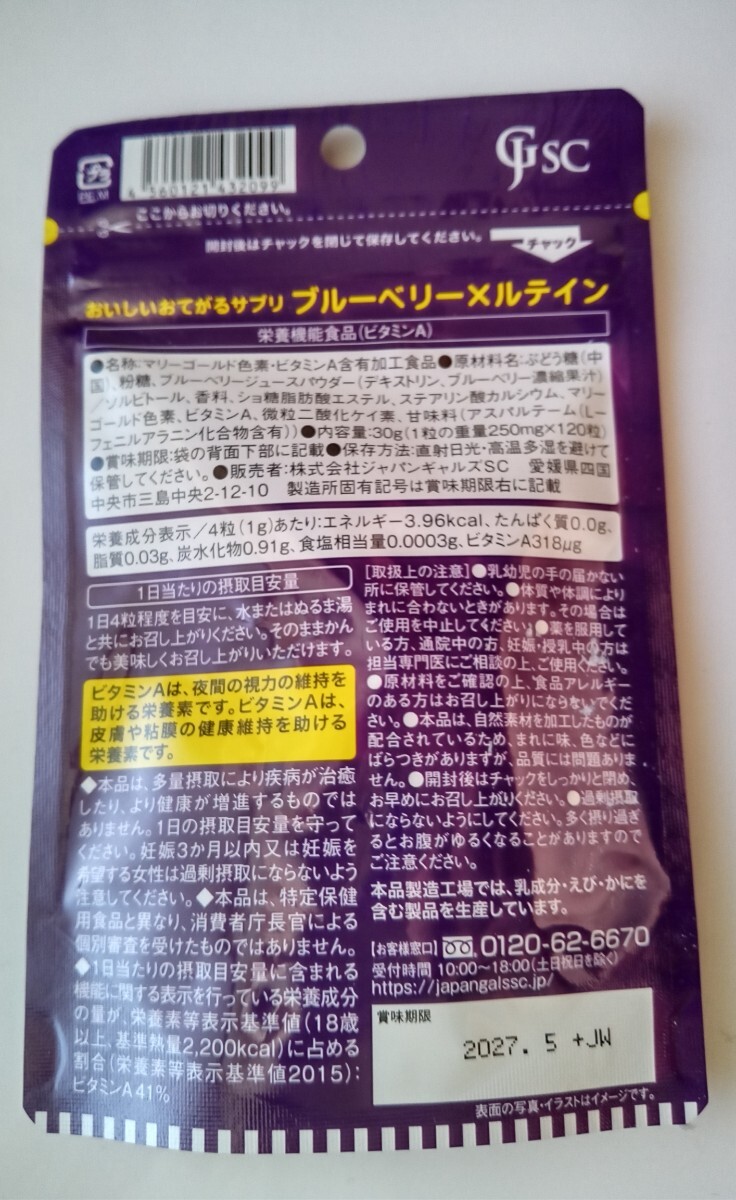 GJSC
PE,M
4 560121 432099
ここからお切りください。
開封後はチャックを閉じて保存してください。
チャック
おいしいおてがるサプリ ブルーベリー×ルテイン
栄養機能食品(ビタミンA)
●名称:マリーゴールド色素・ビタミンA含有加工食品●原材料名:ぶどう糖(中
国)、粉糖、ブルーベリージュースパウダー(デキストリン、ブルーベリー濃縮果汁)
/ソルビトール、香料、ショ糖脂肪酸エステル、ステアリン酸カルシウム、マリー
ゴールド色素、ビタミンA、微粒二酸化ケイ素、甘味料(アスパルテーム(L-
フェニルアラニン化合物含有))●内容量:30g(1粒の重量250mg×120粒)
●賞味期限:袋の背面下部に記載●保存方法:直射日光・高温多湿を避けて
保管してください。●販売者:株式会社ジャパンギャルズSC 愛媛県四国
中央市三島中央2-12-10 製造所固有記号は賞味期限右に記載
栄養成分表示/4粒(1g)あたり:エネルギー3.96kcal、たんぱく質0.0g、
脂質0.03g、炭水化物0.91g、食塩相当量0.0003g、ビタミンA318μg
1日当たりの摂取目安量
1日4粒程度を目安に、水またはぬるま湯
と共にお召し上がりください。そのままかん
でも美味しくお召し上がりいただけます。
ビタミンAは、夜間の視力の維持を
助ける栄養素です。ビタミンAは、
皮膚や粘膜の健康維持を助ける
栄養素です。
◆本品は、多量摂取により疾病が治癒
したり、より健康が増進するものでは
ありません。1日の摂取目安量を守って
ください。妊娠3か月以内又は妊娠を
希望する女性は過剰摂取にならないよう
注意してください。◆本品は、特定保健
用食品と異なり、消費者庁長官による
個別審査を受けたものではありません。
◆1日当たりの摂取目安量に含まれる
機能に関する表示を行っている栄養成分
の量が、栄養素等表示基準値(18歳
以上、基準熱量2,200kcal)に占める
割合(栄養素等表示基準値2015):
ビタミンA 41%
[取扱上の注意]●乳幼児の手の届かない
所に保管してください。●体質や体調により
まれに合わないときがあります。その場合は
ご使用を中止してください。●薬を服用して
いる方、通院中の方、妊娠・授乳中の方は
担当専門医にご相談の上、ご使用ください。
●原材料をご確認の上、食品アレルギー
のある方はお召し上がりにならないでくだ
さい。●本品は、自然素材を加工したものが
配合されているため、まれに味、色などに
ばらつきがありますが、品質には問題ありま
せん。●開封後はチャックをしっかりと閉め、
お早めにお召し上がりください。●過剰摂取
にならないようにしてください。多く摂り過ぎ
るとお腹がゆるくなることがありますので
ご注意ください。
本品製造工場では、乳成分・えび・かにを
含む製品を生産しています。
【お客様窓口】 0120-62-6670
受付時間 10:00～18:00(土日祝日を除く)
https://japangalssc.jp/
賞味期限
2027. 5 +JW
表面の写真・イラストはイメージです。